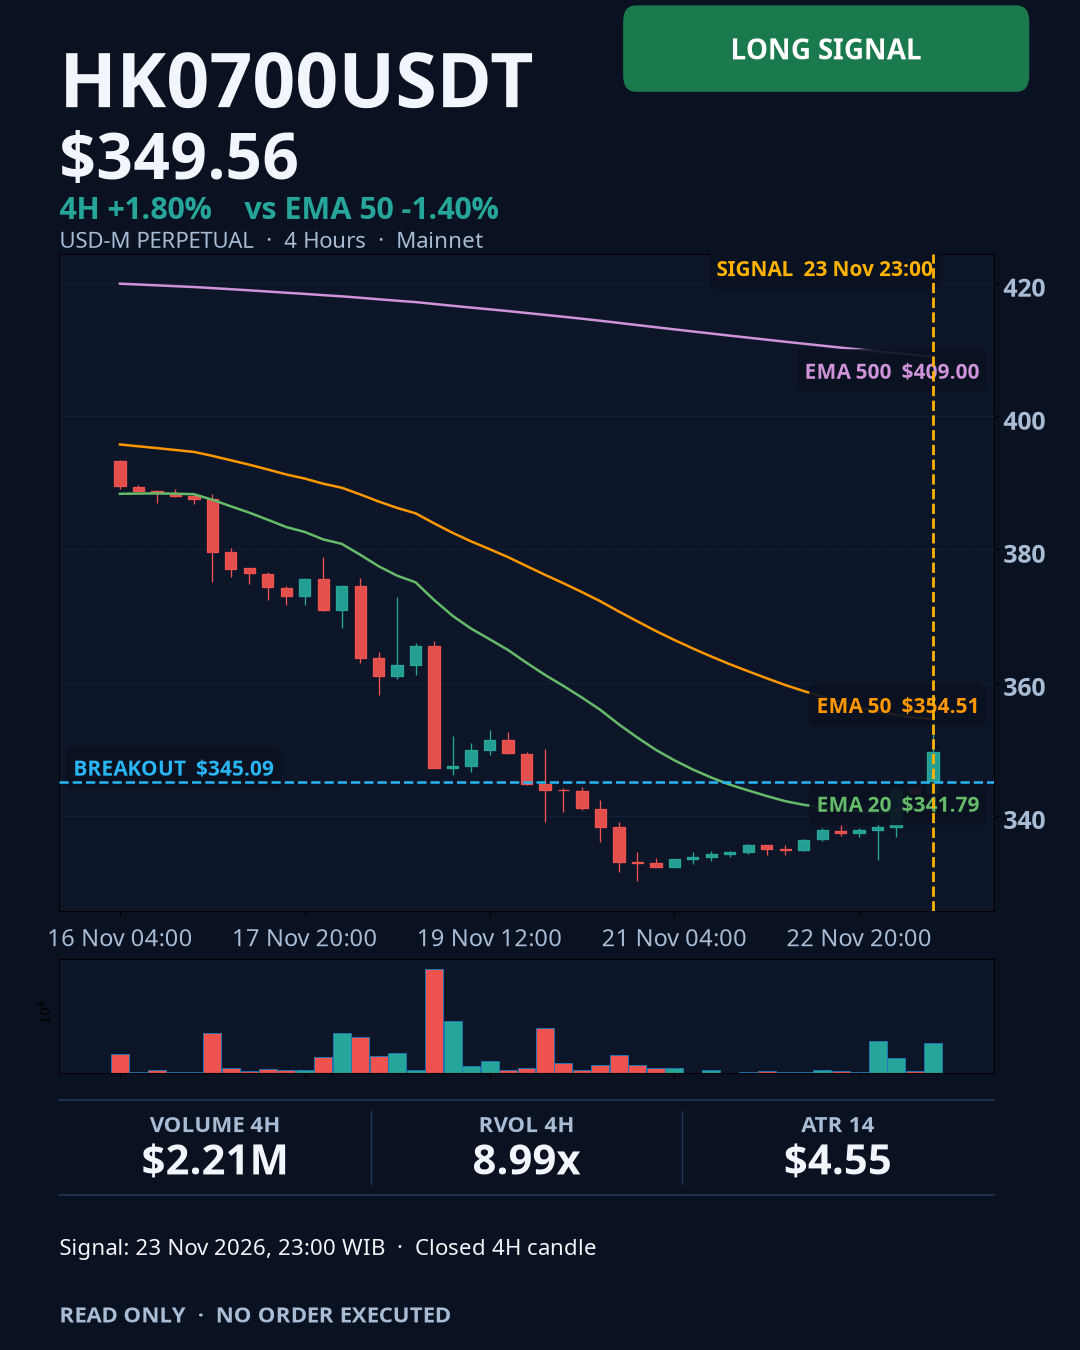 LONG SIGNAL
HK0700USDT
$349.56
4H +1.80% vs EMA 50 -1.40%
USD-M PERPETUAL · 4 Hours · Mainnet
SIGNAL 23 Nov 23:00
420
EMA 500 $409.00
400
380
360
EMA 50 $354.51
BREAKOUT $345.09
EMA 20 $341.79
340
16 Nov 04:00 17 Nov 20:00 19 Nov 12:00 21 Nov 04:00 22 Nov 20:00
10⁶
VOLUME 4H RVOL 4H ATR 14
$2.21M 8.99x $4.55
Signal: 23 Nov 2026, 23:00 WIB · Closed 4H candle
READ ONLY · NO ORDER EXECUTED